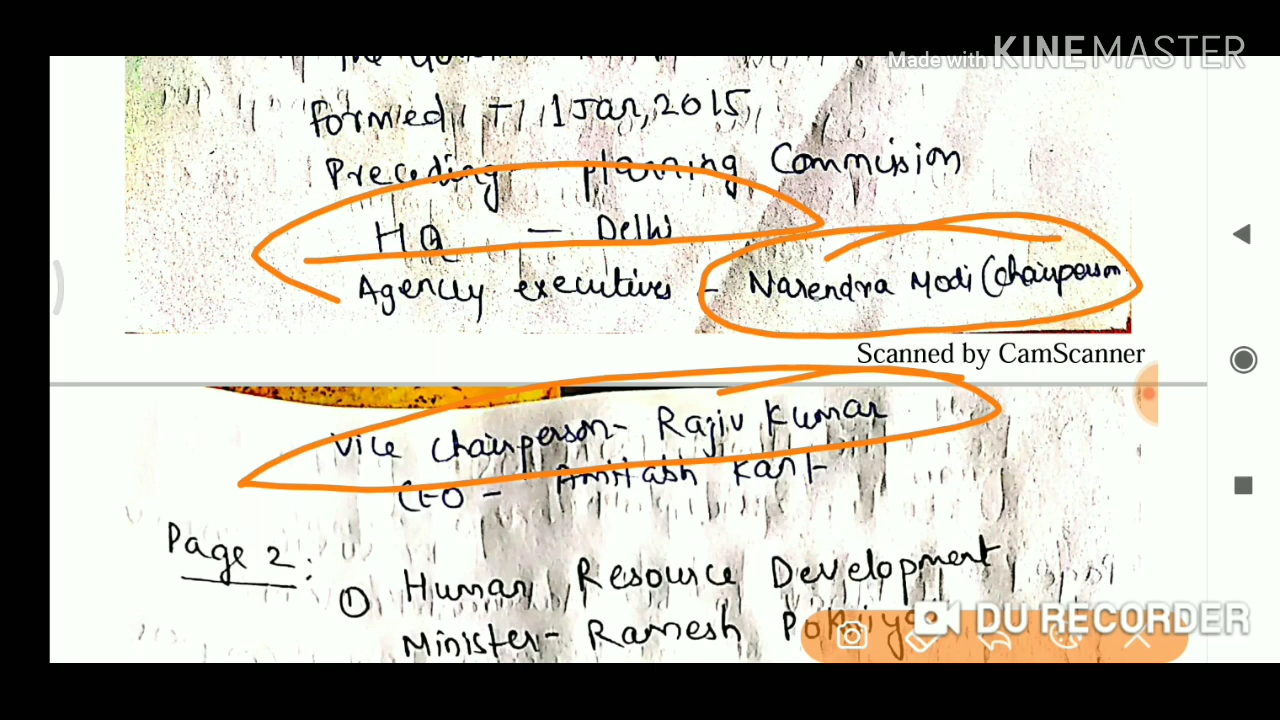 Made with KINEMASTER
The
Formed - 1 Jan, 2015
Preceding planning Commission
HQ - Delhi
Agency executives - Narendra Modi (Chairperson
Scanned by CamScanner
Vice Chairperson- Rajiv Kumar
CEO - Amitabh Kant
Page 2:
① Human Resource Development
Minister- Ramesh
DU RECORDER